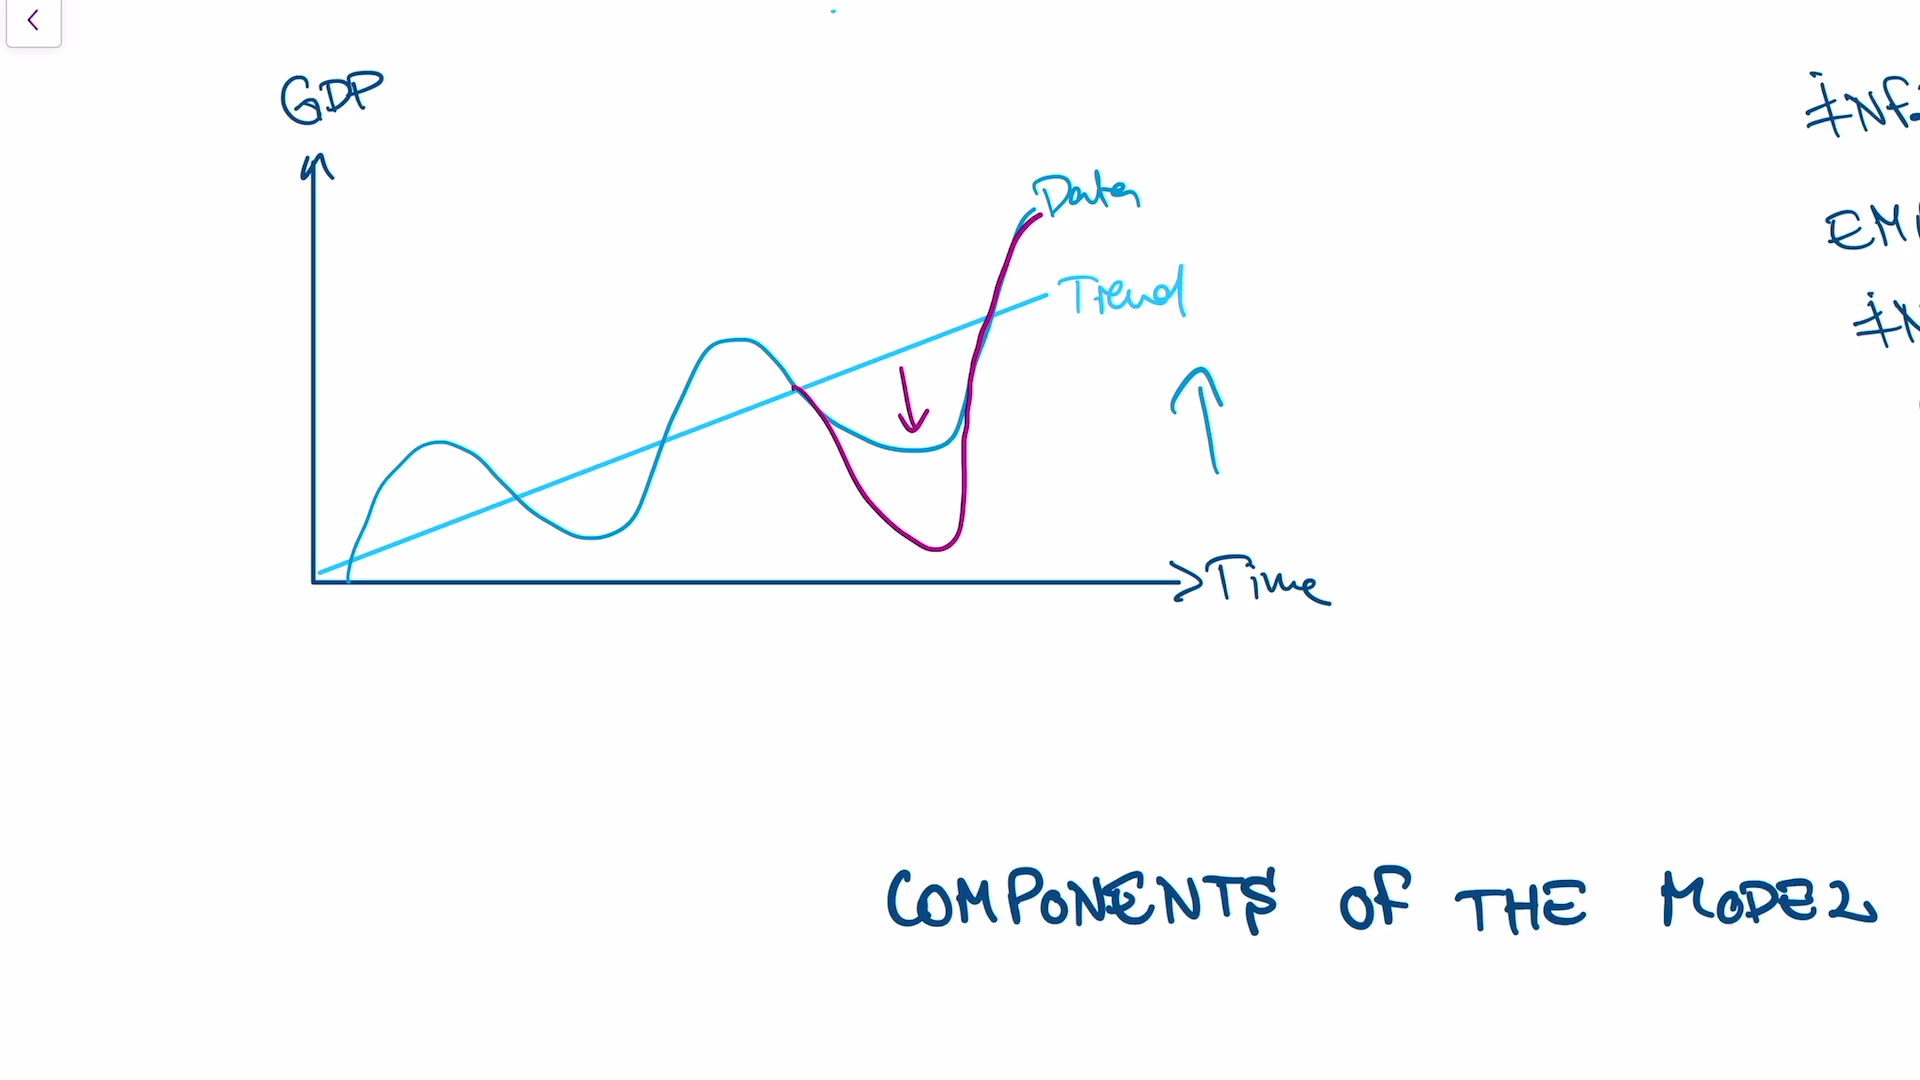 GDP
Data
Trend
Time
COMPONENTS OF THE MODEL